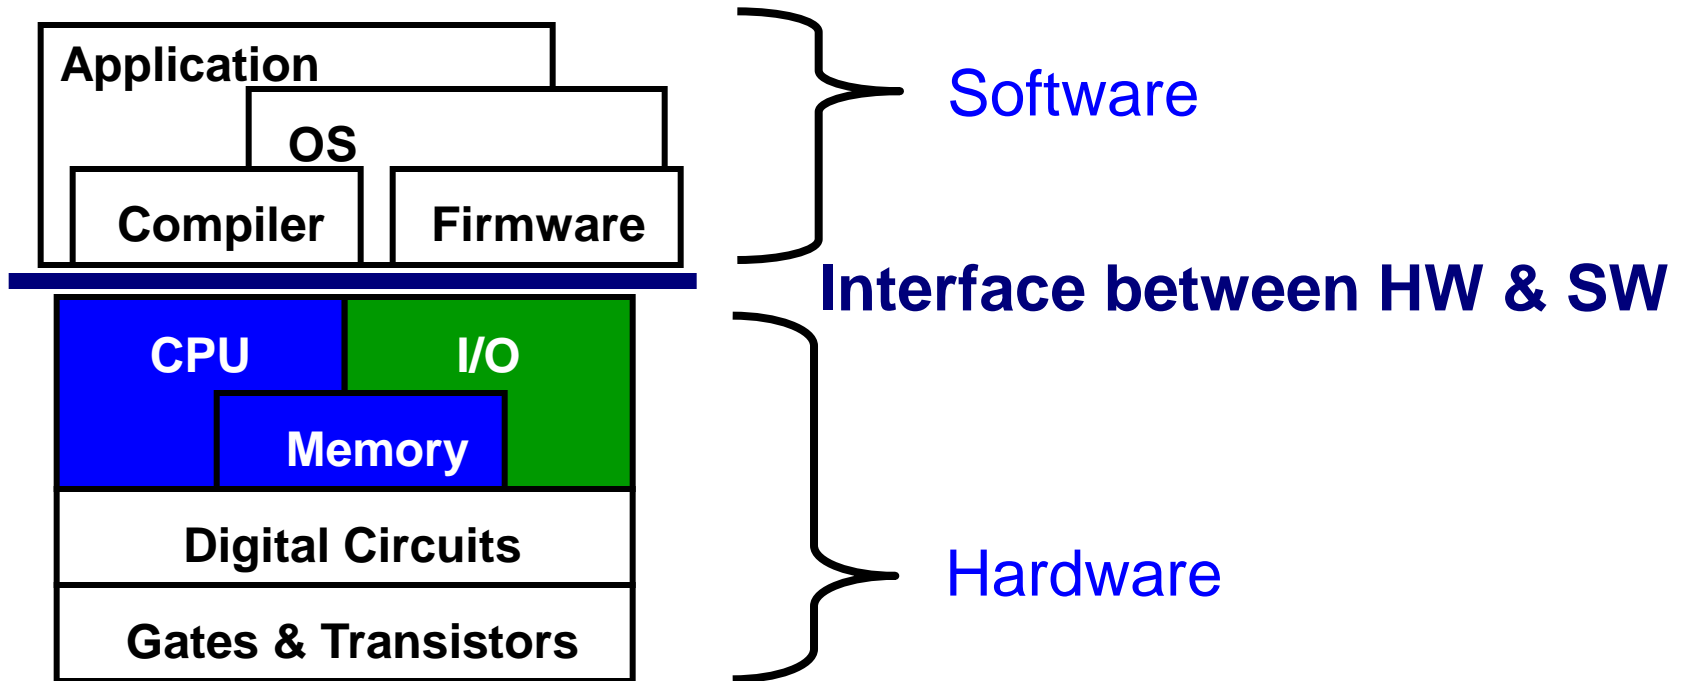 Application
Software
OS
Compiler
Firmware
Interface between HW & SW
CPU
I/O
Memory
Digital Circuits
Hardware
Gates & Transistors